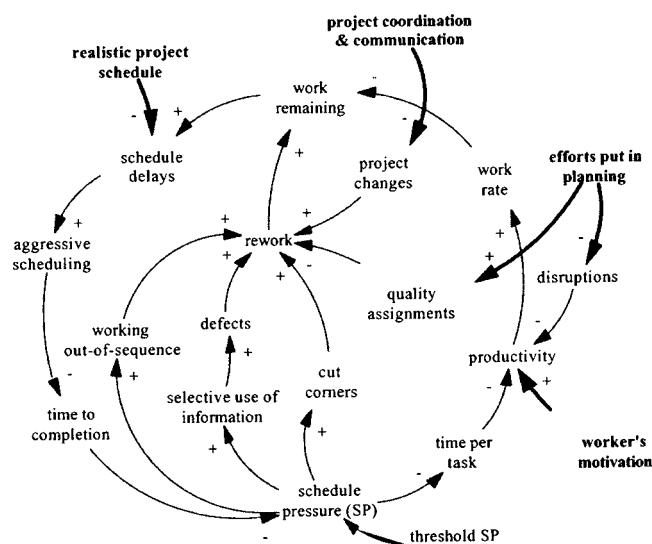 project coordination
& communication
realistic project
schedule
-
work
remaining
+
-
-
schedule
delays
+
project
changes
work
rate
efforts put in
planning
+
+
+
rework
+
-
+
+
+
-
aggressive
scheduling
quality
assignments
disruptions
working
out-of-sequence
defects
-
productivity
-
+
+
cut
corners
-
+
selective use of
information
time to
completion
+
+
time per
task
worker's
motivation
-
schedule
pressure (SP)
-
threshold SP